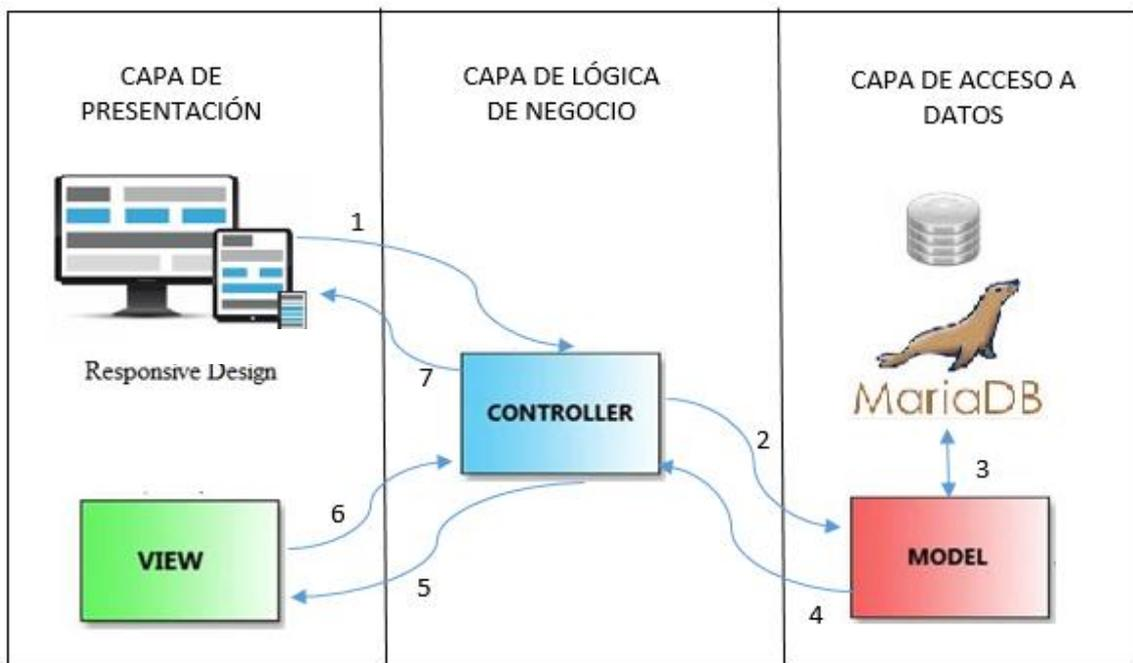 CAPA DE
PRESENTACIÓN
CAPA DE LÓGICA
DE NEGOCIO
CAPA DE ACCESO A
DATOS
1
Responsive Design
7
CONTROLLER
MariaDB
2
3
6
VIEW
5
MODEL
4